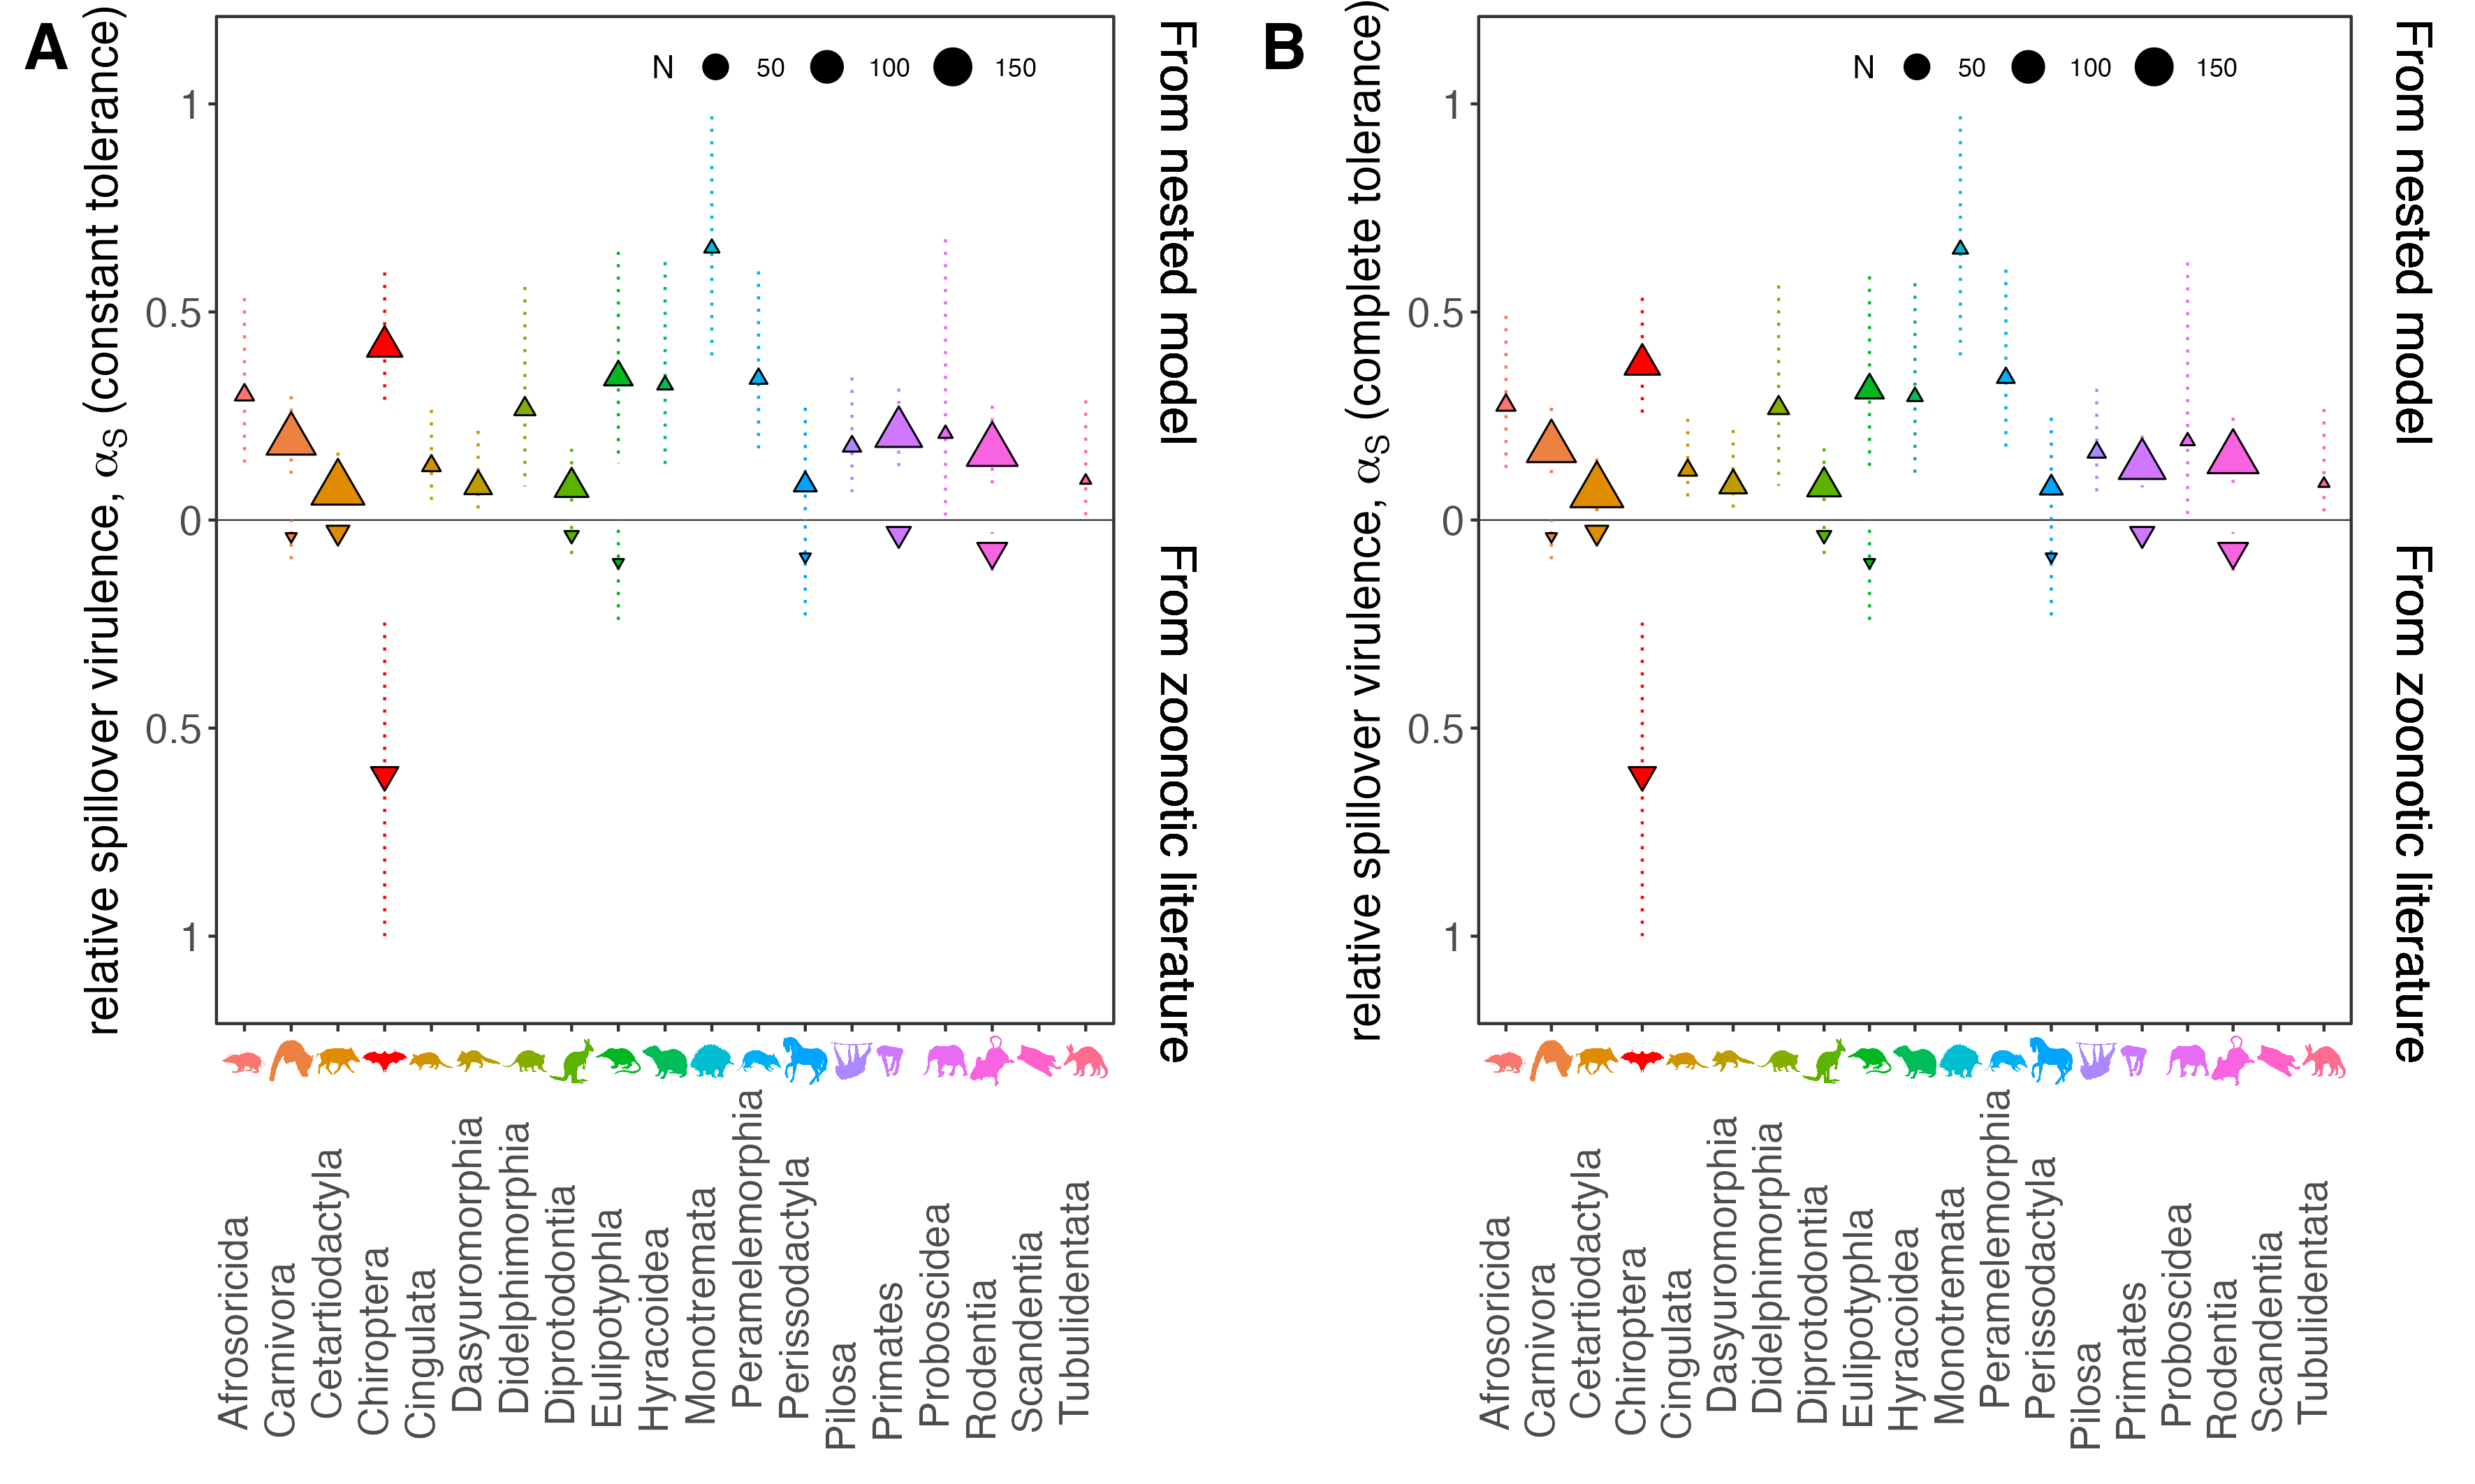 A
relative spillover virulence, αS (constant tolerance)
N 50 100 150
1
0.5
0
0.5
1
From nested model
From zoonotic literature
Afrosoricida
Carnivora
Cetartiodactyla
Chiroptera
Cingulata
Dasyuromorphia
Didelphimorphia
Diprotodontia
Eulipotyphla
Hyracoidea
Monotremata
Peramelemorphia
Perissodactyla
Pilosa
Primates
Proboscidea
Rodentia
Scandentia
Tubulidentata
B
relative spillover virulence, αS (complete tolerance)
N 50 100 150
1
0.5
0
0.5
1
From nested model
From zoonotic literature
Afrosoricida
Carnivora
Cetartiodactyla
Chiroptera
Cingulata
Dasyuromorphia
Didelphimorphia
Diprotodontia
Eulipotyphla
Hyracoidea
Monotremata
Peramelemorphia
Perissodactyla
Pilosa
Primates
Proboscidea
Rodentia
Scandentia
Tubulidentata